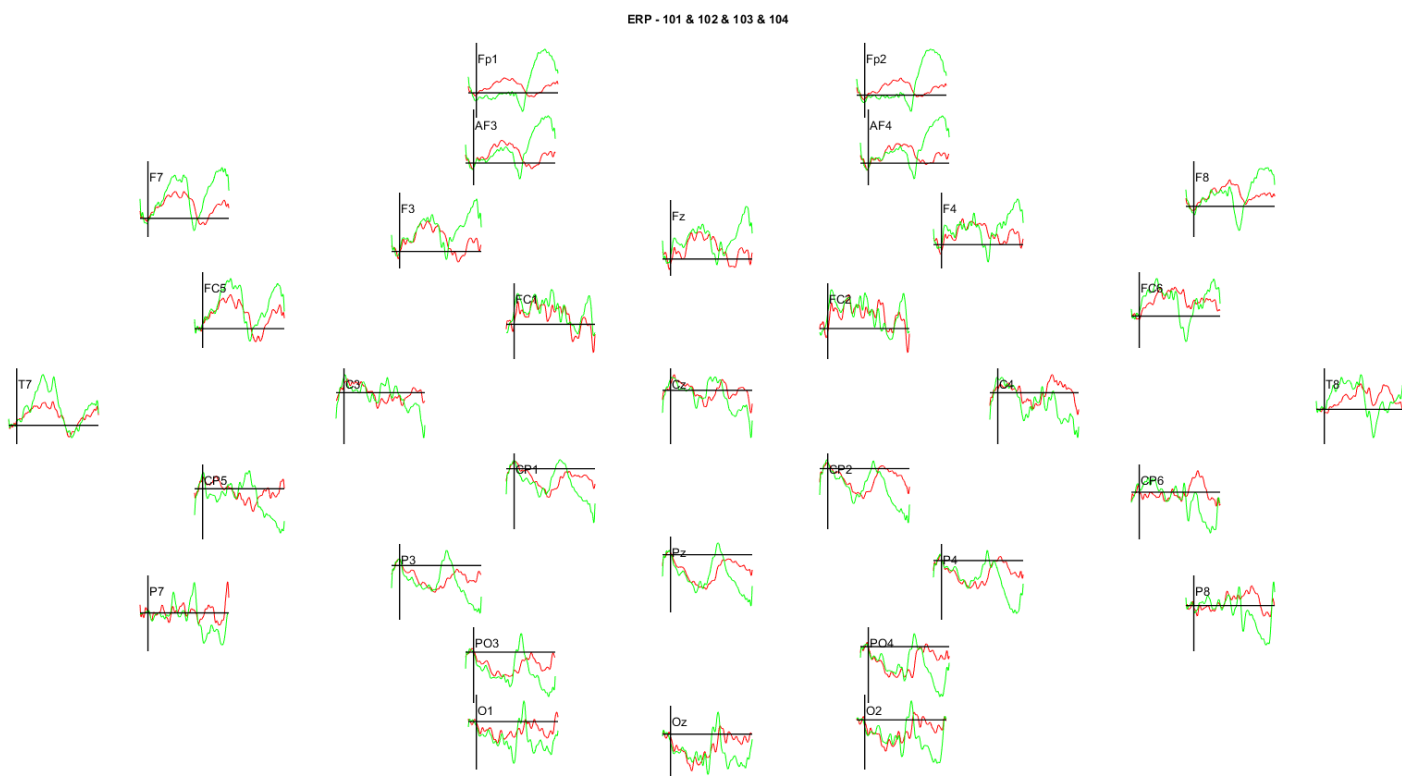 ERP - 101 & 102 & 103 & 104
Fp1
Fp2
AF3
AF4
F7
F8
F3
Fz
F4
FC5
FC1
FC2
FC6
T7
C3
Cz
C4
T8
CP5
CP1
CP2
CP6
P3
Pz
P4
P7
P8
PO3
PO4
O1
Oz
O2